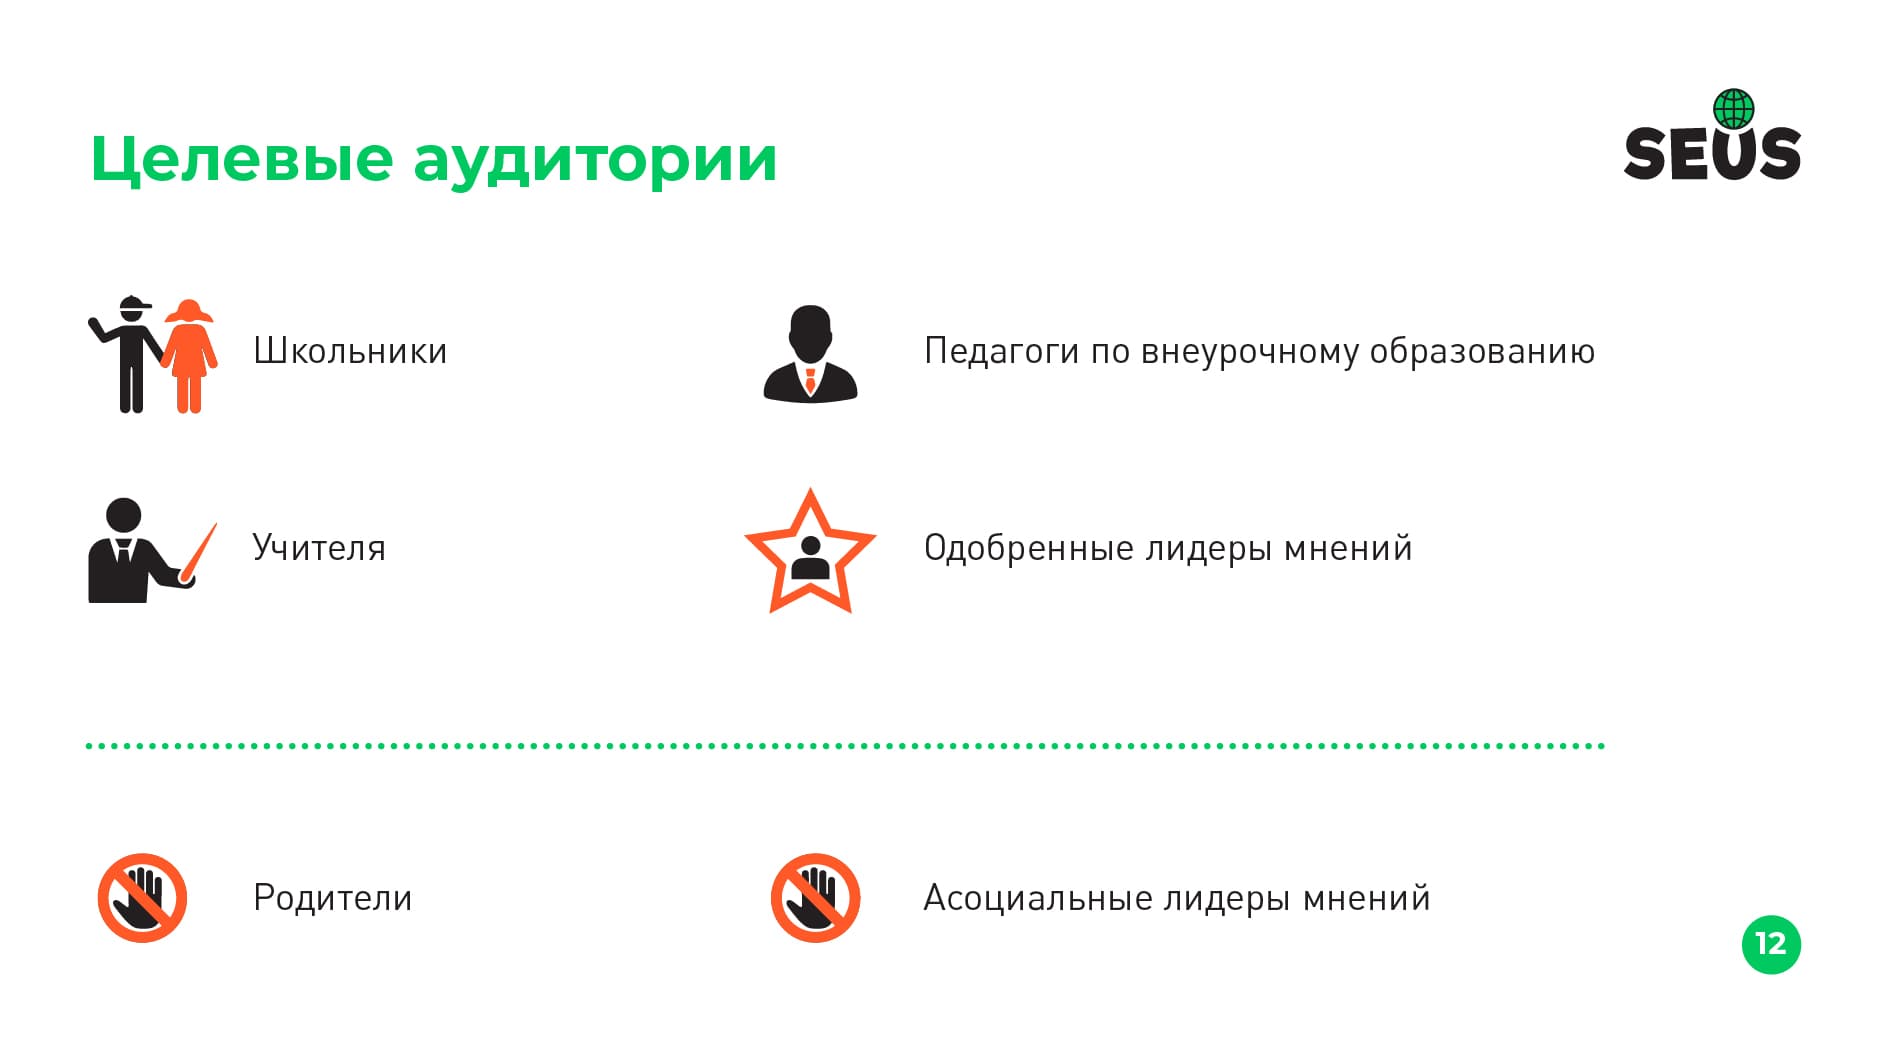 Целевые аудитории
SEUS
Школьники
Педагоги по внеурочному образованию
Учителя
Одобренные лидеры мнений
Родители
Асоциальные лидеры мнений
12